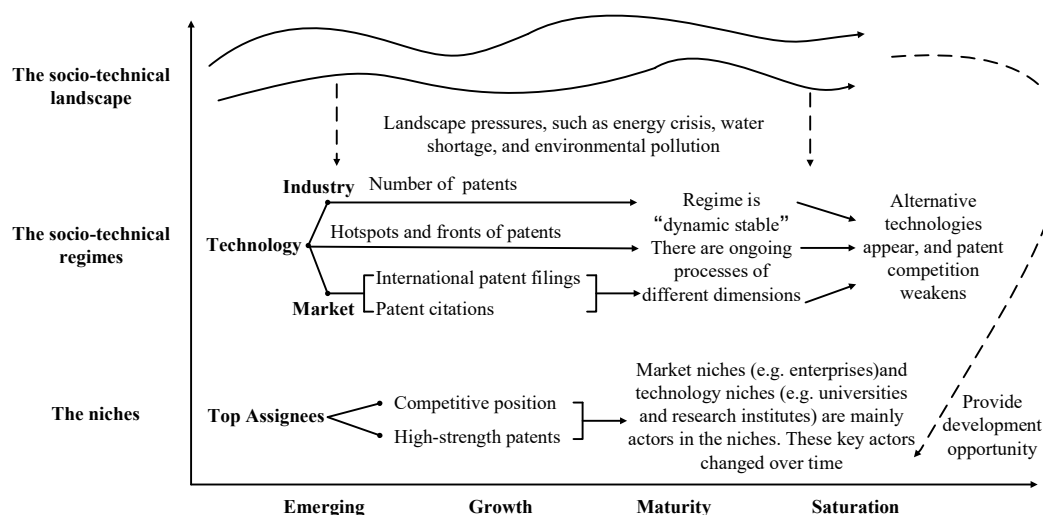 The socio-technical
landscape
Landscape pressures, such as energy crisis, water
shortage, and environmental pollution
The socio-technical
regimes
Industry
Technology
Market
Number of patents
Hotspots and fronts of patents
International patent filings
Patent citations
Regime is
“dynamic stable”
There are ongoing
processes of
different dimensions
Alternative
technologies
appear, and patent
competition
weakens
The niches
Top Assignees
Competitive position
High-strength patents
Market niches (e.g. enterprises)and
technology niches (e.g. universities
and research institutes) are mainly
actors in the niches. These key actors
changed over time
Provide
development
opportunity
Emerging
Growth
Maturity
Saturation